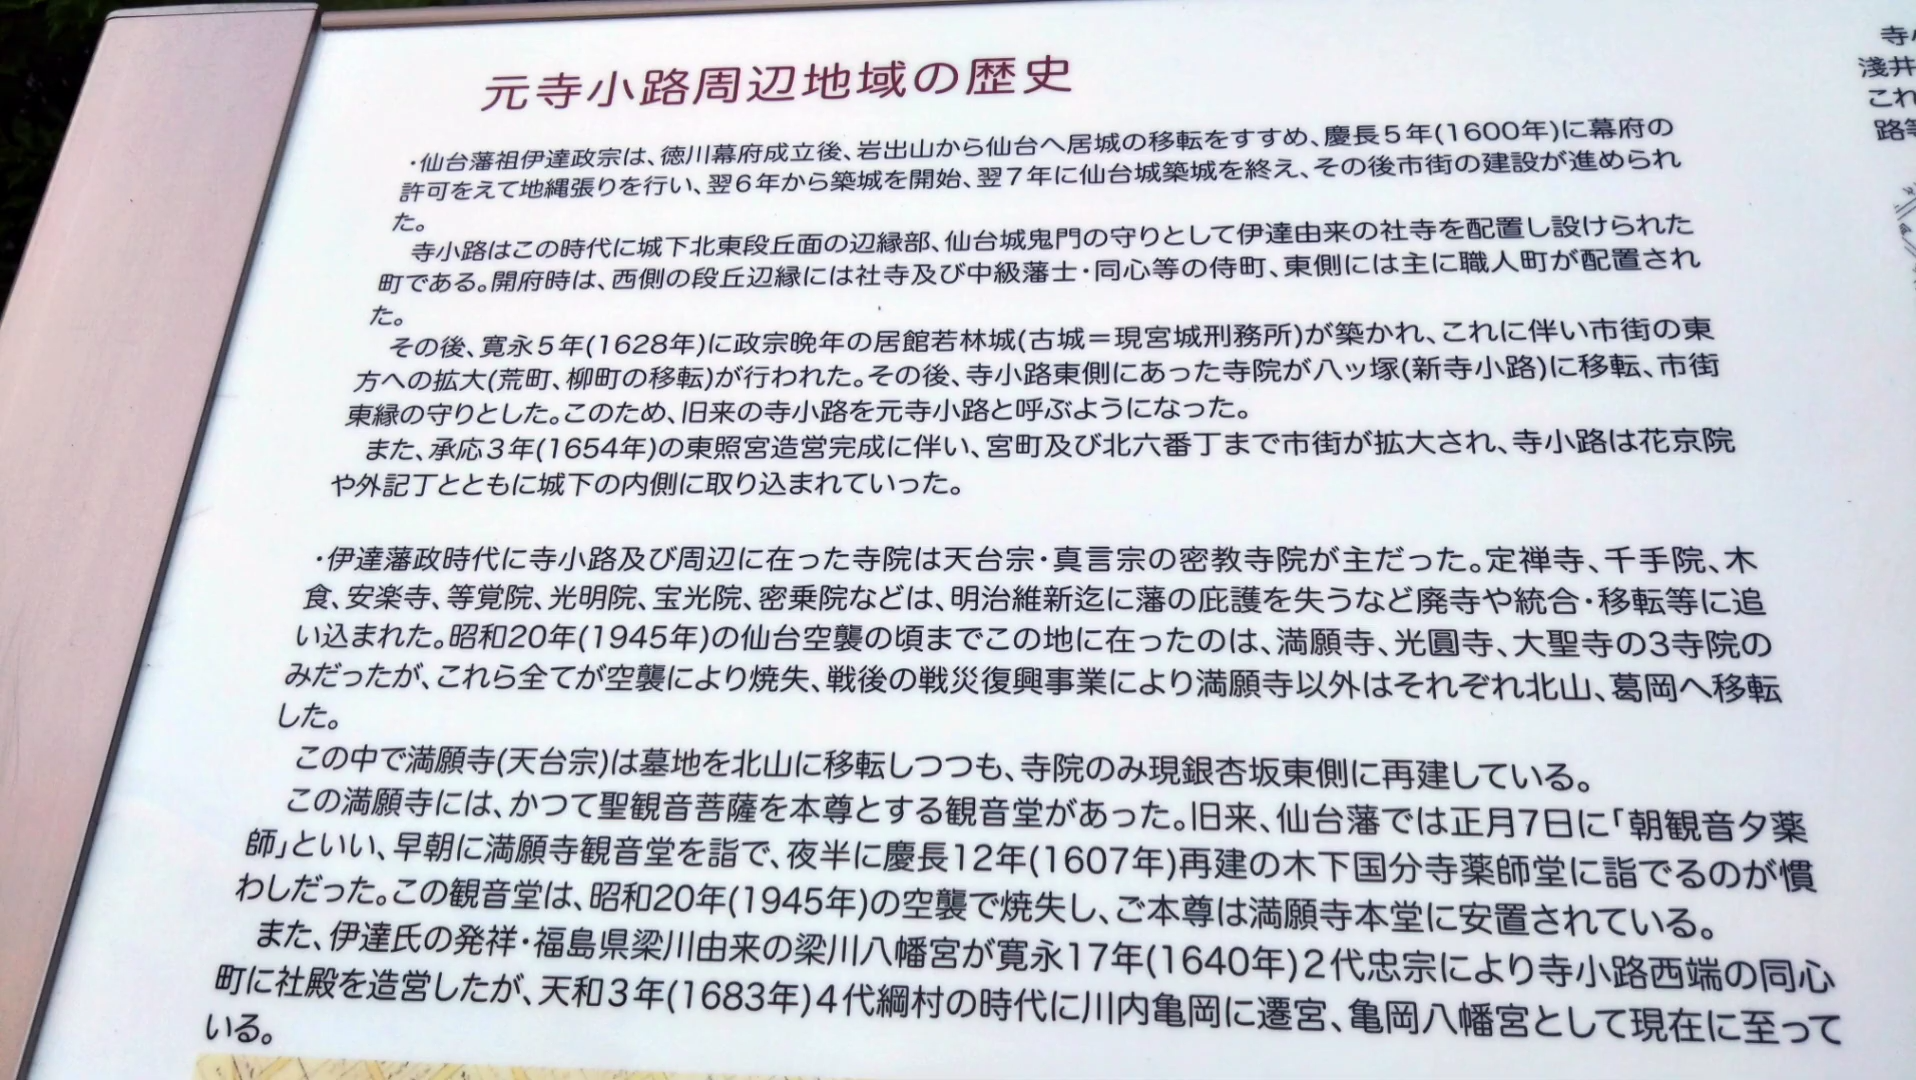 元寺小路周辺地域の歴史
・仙台藩祖伊達政宗は、徳川幕府成立後、岩出山から仙台へ居城の移転をすすめ、慶長5年(1600年)に幕府の
許可をえて地縄張りを行い、翌6年から築城を開始、翌7年に仙台城築城を終え、その後市街の建設が進められ
た。
寺小路はこの時代に城下北東段丘面の辺縁部、仙台城鬼門の守りとして伊達由来の社寺を配置し設けられた
町である。開府時は、西側の段丘辺縁には社寺及び中級藩士・同心等の侍町、東側には主に職人町が配置され
た。
その後、寛永5年(1628年)に政宗晩年の居館若林城(古城＝現宮城刑務所)が築かれ、これに伴い市街の東
方への拡大(荒町、柳町の移転)が行われた。その後、寺小路東側にあった寺院が八ッ塚(新寺小路)に移転、市街
東縁の守りとした。このため、旧来の寺小路を元寺小路と呼ぶようになった。
また、承応3年(1654年)の東照宮造営完成に伴い、宮町及び北六番丁まで市街が拡大され、寺小路は花京院
や外記丁とともに城下の内側に取り込まれていった。
・伊達藩政時代に寺小路及び周辺に在った寺院は天台宗・真言宗の密教寺院が主だった。定禅寺、千手院、木
食、安楽寺、等覚院、光明院、宝光院、密乗院などは、明治維新迄に藩の庇護を失うなど廃寺や統合・移転等に追
い込まれた。昭和20年(1945年)の仙台空襲の頃までこの地に在ったのは、満願寺、光圓寺、大聖寺の3寺院の
みだったが、これら全てが空襲により焼失、戦後の戦災復興事業により満願寺以外はそれぞれ北山、葛岡へ移転
した。
この中で満願寺(天台宗)は墓地を北山に移転しつつも、寺院のみ現銀杏坂東側に再建している。
この満願寺には、かつて聖観音菩薩を本尊とする観音堂があった。旧来、仙台藩では正月7日に「朝観音夕薬
師」といい、早朝に満願寺観音堂を詣で、夜半に慶長12年(1607年)再建の木下国分寺薬師堂に詣でるのが慣
わしだった。この観音堂は、昭和20年(1945年)の空襲で焼失し、ご本尊は満願寺本堂に安置されている。
また、伊達氏の発祥・福島県梁川由来の梁川八幡宮が寛永17年(1640年)2代忠宗により寺小路西端の同心
町に社殿を造営したが、天和3年(1683年)4代綱村の時代に川内亀岡に遷宮、亀岡八幡宮として現在に至って
いる。
寺
淺井
これ
路等